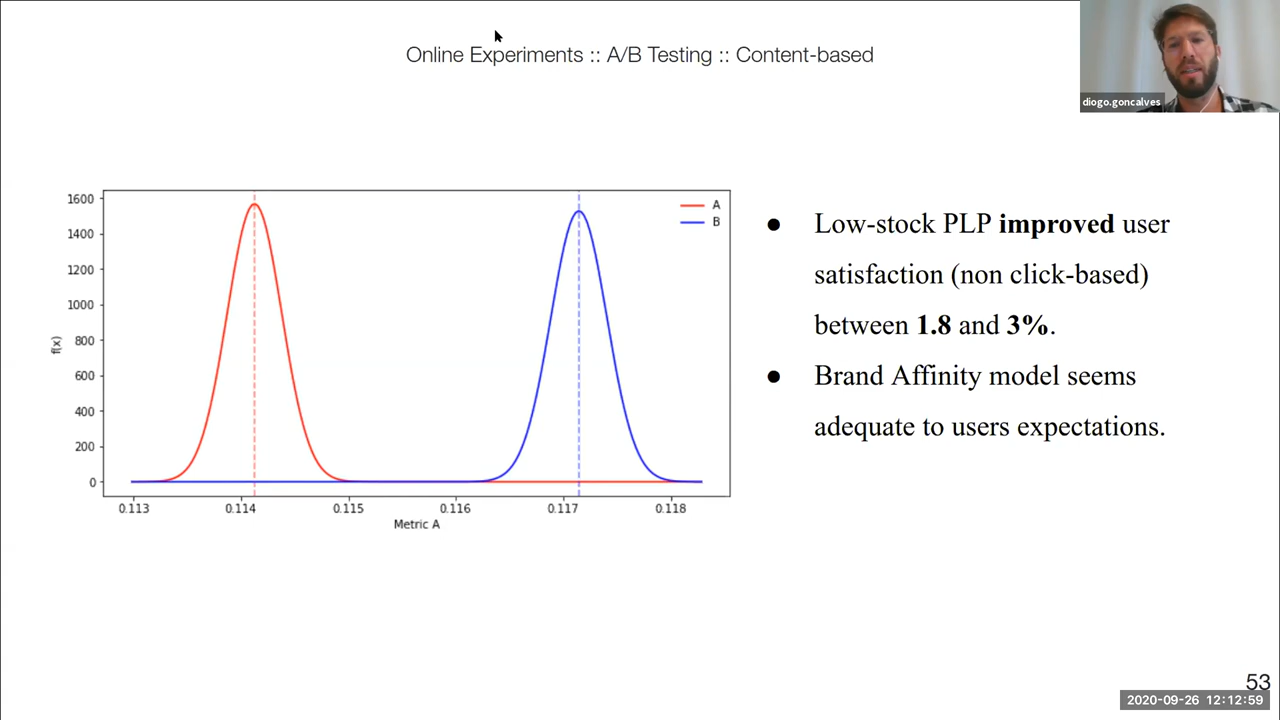 Online Experiments :: A/B Testing :: Content-based
diogo.goncalves
1600
1400
1200
1000
800
600
400
200
0
f(x)
A
B
0.113 0.114 0.115 0.116 0.117 0.118
Metric A
● Low-stock PLP improved user
satisfaction (non click-based)
between 1.8 and 3%.
● Brand Affinity model seems
adequate to users expectations.
53
2020-09-26 12:12:59